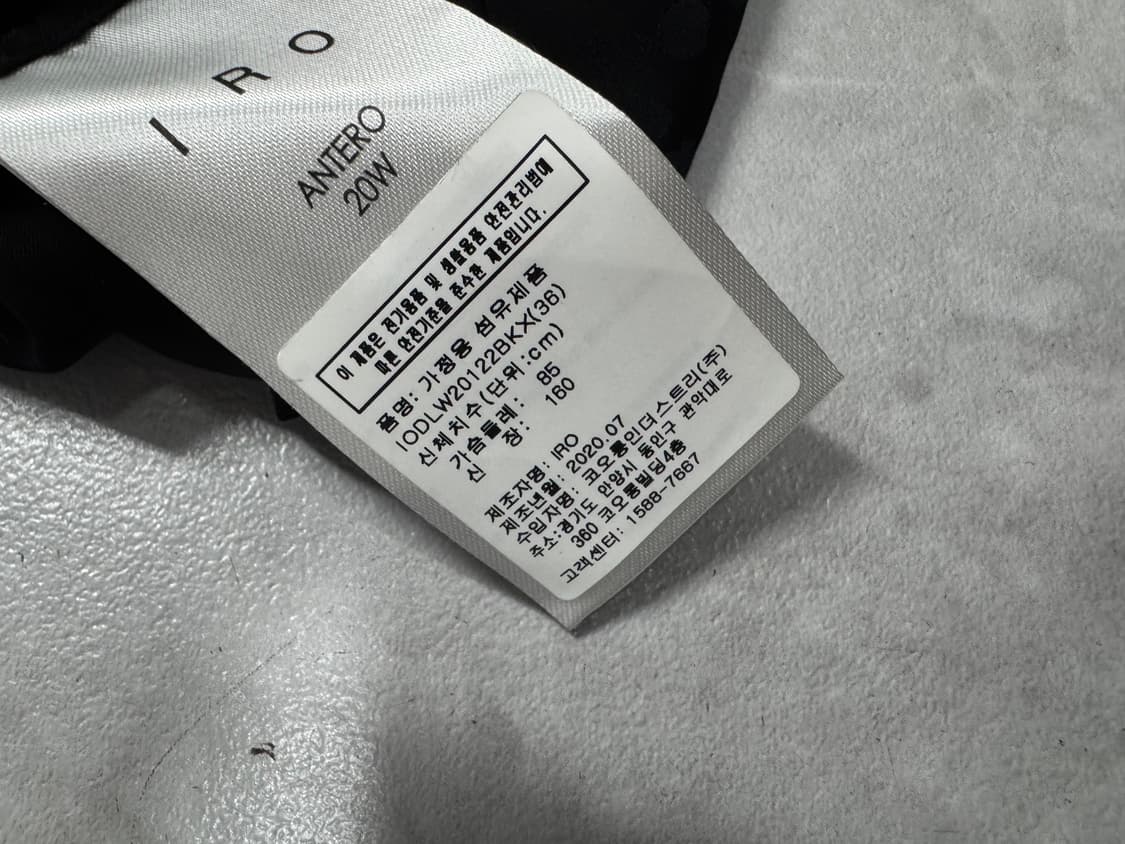 I R O
ANTERO
20W
이 제품은 전기용품 및 생활용품 안전관리법에
따른 안전기준을 준수한 제품입니다.
품명: 가정용 섬유제품
IODLW20122BKX(36)
신체치수(단위:cm)
가슴둘레: 85
신 장: 160
제조자명: IRO
제조년월: 2020.07
수입자명: 코오롱인더스트리(주)
주소:경기도 안양시 동안구 관악대로
360 코오롱빌딩4층
고객센터: 1588-7667